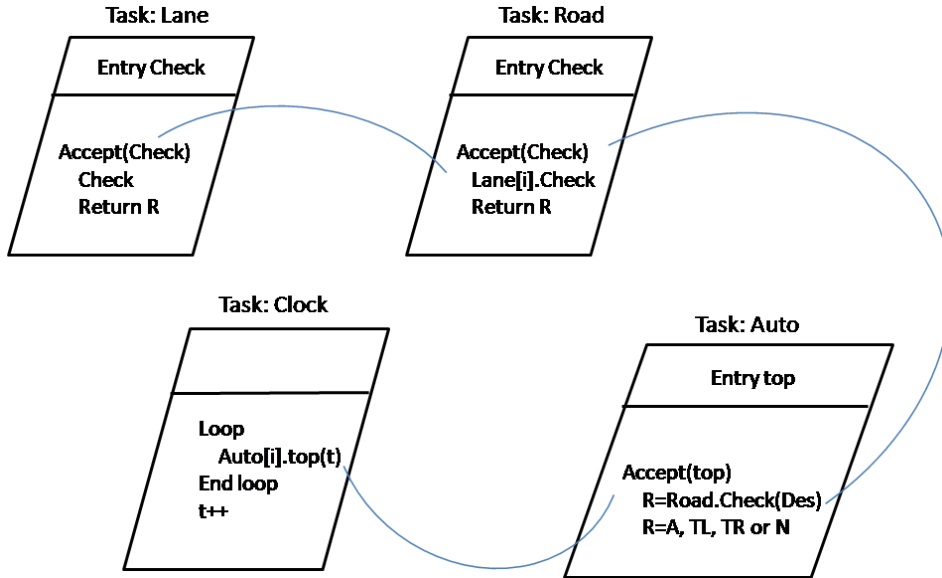 Task: Lane
Entry Check
Accept(Check)
Check
Return R
Task: Road
Entry Check
Accept(Check)
Lane[i].Check
Return R
Task: Clock
Loop
Auto[i].top(t)
End loop
t++
Task: Auto
Entry top
Accept(top)
R=Road.Check(Des)
R=A, TL, TR or N